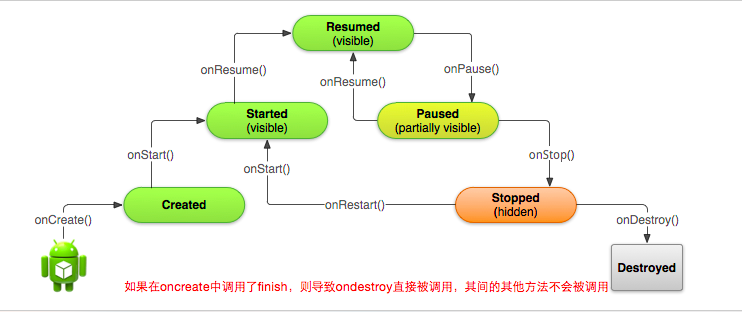 Resumed
(visible)
onResume()
onResume()
onPause()
Started
(visible)
Paused
(partially visible)
onStart()
onStart()
onStop()
Created
onRestart()
Stopped
(hidden)
onCreate()
onDestroy()
Destroyed
如果在oncreate中调用了finish，则导致ondestroy直接被调用，其间的其他方法不会被调用